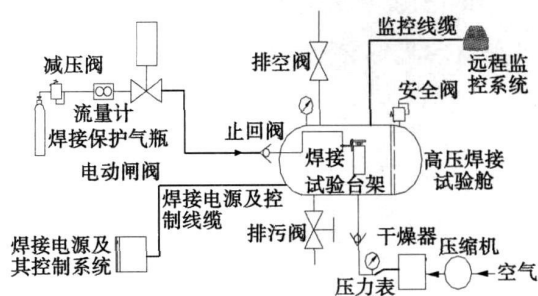 监控线缆
减压阀
排空阀
远程监
控系统
流量计
安全阀
焊接保护气瓶
止回阀
焊接
试验台架
高压焊接
试验舱
电动闸阀
焊接电源及控
制线缆
排污阀
干燥器
焊接电源及
其控制系统
压缩机
空气
压力表